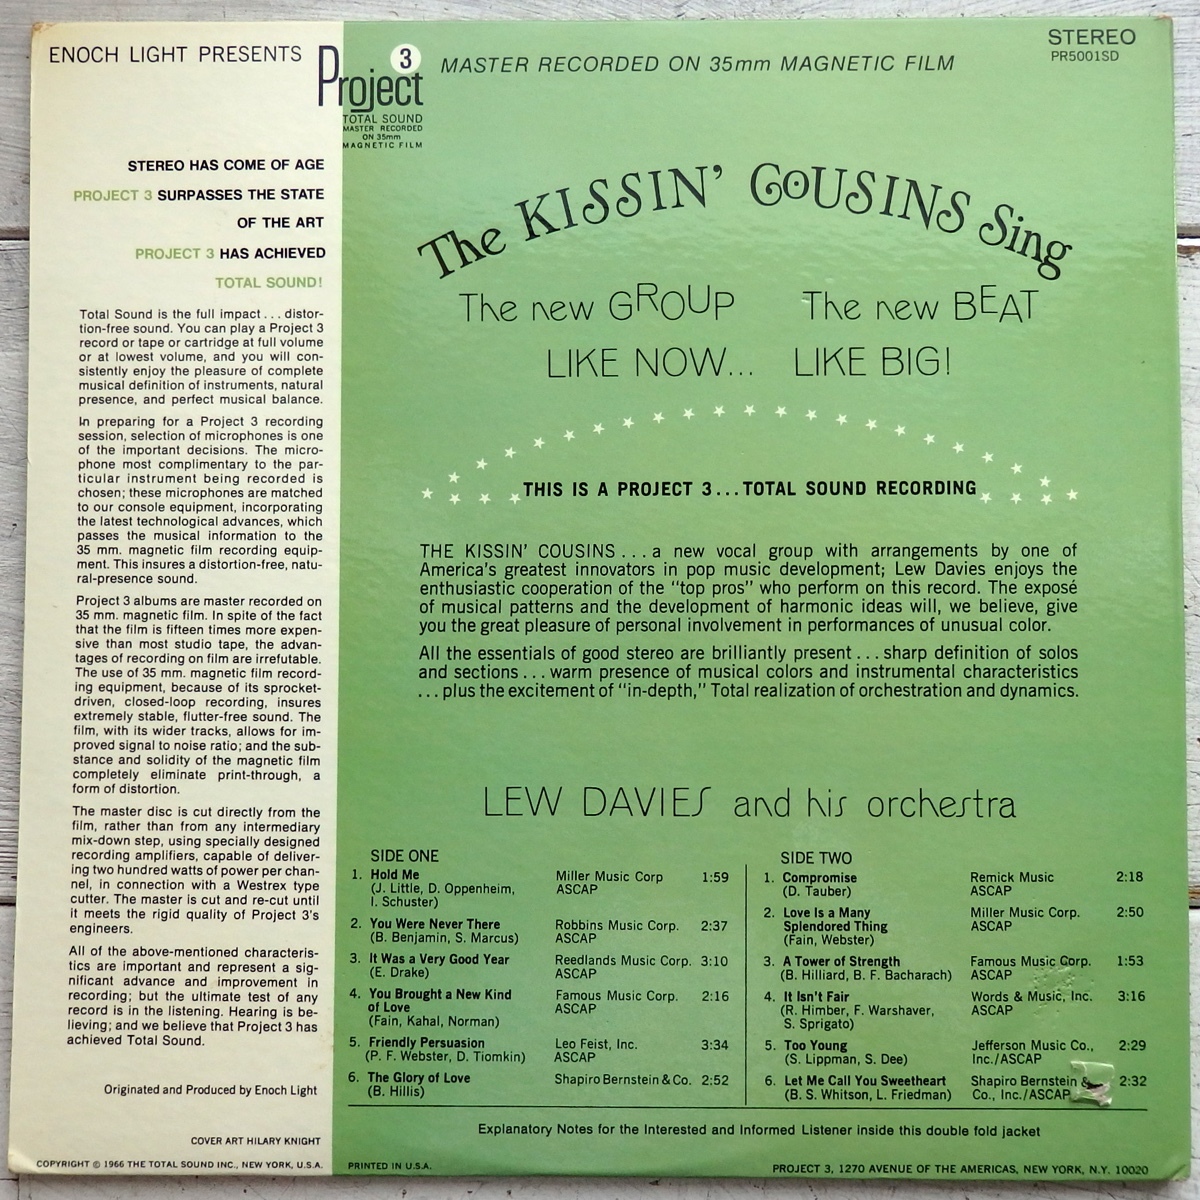 ENOCH LIGHT PRESENTS
Project 3
TOTAL SOUND
MASTER RECORDED
ON 35mm
MAGNETIC FILM
MASTER RECORDED ON 35mm MAGNETIC FILM
STEREO
PR5001SD
STEREO HAS COME OF AGE
PROJECT 3 SURPASSES THE STATE
OF THE ART
PROJECT 3 HAS ACHIEVED
TOTAL SOUND!
Total Sound is the full impact . . . distor-
tion-free sound. You can play a Project 3
record or tape or cartridge at full volume
or at lowest volume, and you will con-
sistently enjoy the pleasure of complete
musical definition of instruments, natural
presence, and perfect musical balance.
In preparing for a Project 3 recording
session, selection of microphones is one
of the important decisions. The micro-
phone most complimentary to the par-
ticular instrument being recorded is
chosen; these microphones are matched
to our console equipment, incorporating
the latest technological advances, which
passes the musical information to the
35 mm. magnetic film recording equip-
ment. This insures a distortion-free, natu-
ral-presence sound.
Project 3 albums are master recorded on
35 mm. magnetic film. In spite of the fact
that the film is fifteen times more expen-
sive than most studio tape, the advan-
tages of recording on film are irrefutable.
The use of 35 mm. magnetic film record-
ing equipment, because of its sprocket-
driven, closed-loop recording, insures
extremely stable, flutter-free sound. The
film, with its wider tracks, allows for im-
proved signal to noise ratio; and the sub-
stance and solidity of the magnetic film
completely eliminate print-through, a
form of distortion.
The master disc is cut directly from the
film, rather than from any intermediary
mix-down step, using specially designed
recording amplifiers, capable of deliver-
ing two hundred watts of power per chan-
nel, in connection with a Westrex type
cutter. The master is cut and re-cut until
it meets the rigid quality of Project 3's
engineers.
All of the above-mentioned characteris-
tics are important and represent a sig-
nificant advance and improvement in
recording; but the ultimate test of any
record is in the listening. Hearing is be-
lieving; and we believe that Project 3 has
achieved Total Sound.
Originated and Produced by Enoch Light
COVER ART HILARY KNIGHT
COPYRIGHT © 1966 THE TOTAL SOUND INC., NEW YORK, U.S.A.
The KISSIN' COUSINS Sing
The new GROUP The new BEAT
LIKE NOW... LIKE BIG!
THIS IS A PROJECT 3...TOTAL SOUND RECORDING
THE KISSIN' COUSINS . . . a new vocal group with arrangements by one of
America's greatest innovators in pop music development; Lew Davies enjoys the
enthusiastic cooperation of the "top pros" who perform on this record. The exposé
of musical patterns and the development of harmonic ideas will, we believe, give
you the great pleasure of personal involvement in performances of unusual color.
All the essentials of good stereo are brilliantly present . . . sharp definition of solos
and sections . . . warm presence of musical colors and instrumental characteristics
. . . plus the excitement of "in-depth," Total realization of orchestration and dynamics.
LEW DAVIES and his orchestra
SIDE ONE
1. Hold Me Miller Music Corp 1:59
(J. Little, D. Oppenheim, ASCAP
I. Schuster)
2. You Were Never There Robbins Music Corp. 2:37
(B. Benjamin, S. Marcus) ASCAP
3. It Was a Very Good Year Reedlands Music Corp. 3:10
(E. Drake) ASCAP
4. You Brought a New Kind Famous Music Corp. 2:16
of Love ASCAP
(Fain, Kahal, Norman)
5. Friendly Persuasion Leo Feist, Inc. 3:34
(P. F. Webster, D. Tiomkin) ASCAP
6. The Glory of Love Shapiro Bernstein & Co. 2:52
(B. Hillis)
SIDE TWO
1. Compromise Remick Music 2:18
(D. Tauber) ASCAP
2. Love Is a Many Miller Music Corp. 2:50
Splendored Thing ASCAP
(Fain, Webster)
3. A Tower of Strength Famous Music Corp. 1:53
(B. Hilliard, B. F. Bacharach) ASCAP
4. It Isn't Fair Words & Music, Inc. 3:16
(R. Himber, F. Warshaver, ASCAP
S. Sprigato)
5. Too Young Jefferson Music Co., 2:29
(S. Lippman, S. Dee) Inc./ASCAP
6. Let Me Call You Sweetheart Shapiro Bernstein & 2:32
(B. S. Whitson, L. Friedman) Co., Inc./ASCAP
Explanatory Notes for the Interested and Informed Listener inside this double fold jacket
PRINTED IN U.S.A.
PROJECT 3, 1270 AVENUE OF THE AMERICAS, NEW YORK, N.Y. 10020